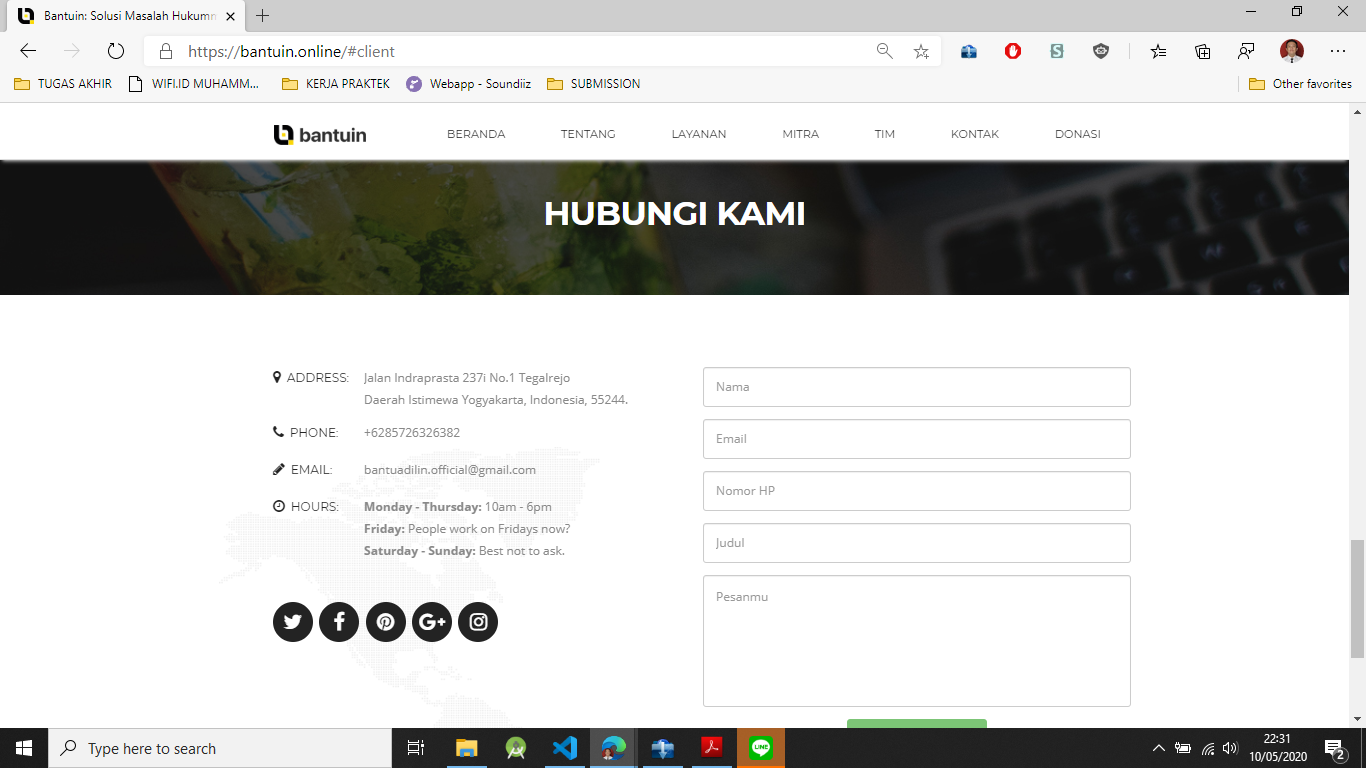 Bantuin: Solusi Masalah Hukumm
https://bantuin.online/#client
TUGAS AKHIR
WIFI.ID MUHAMM...
KERJA PRAKTEK
Webapp - Soundiiz
SUBMISSION
Other favorites
bantuin
BERANDA
TENTANG
LAYANAN
MITRA
TIM
KONTAK
DONASI
HUBUNGI KAMI
ADDRESS: Jalan Indraprasta 237i No.1 Tegalrejo
Daerah Istimewa Yogyakarta, Indonesia, 55244.
PHONE: +6285726326382
EMAIL: bantuadilin.official@gmail.com
HOURS: Monday - Thursday: 10am - 6pm
Friday: People work on Fridays now?
Saturday - Sunday: Best not to ask.
Nama
Email
Nomor HP
Judul
Pesanmu
Type here to search
LINE
22:31
10/05/2020
2